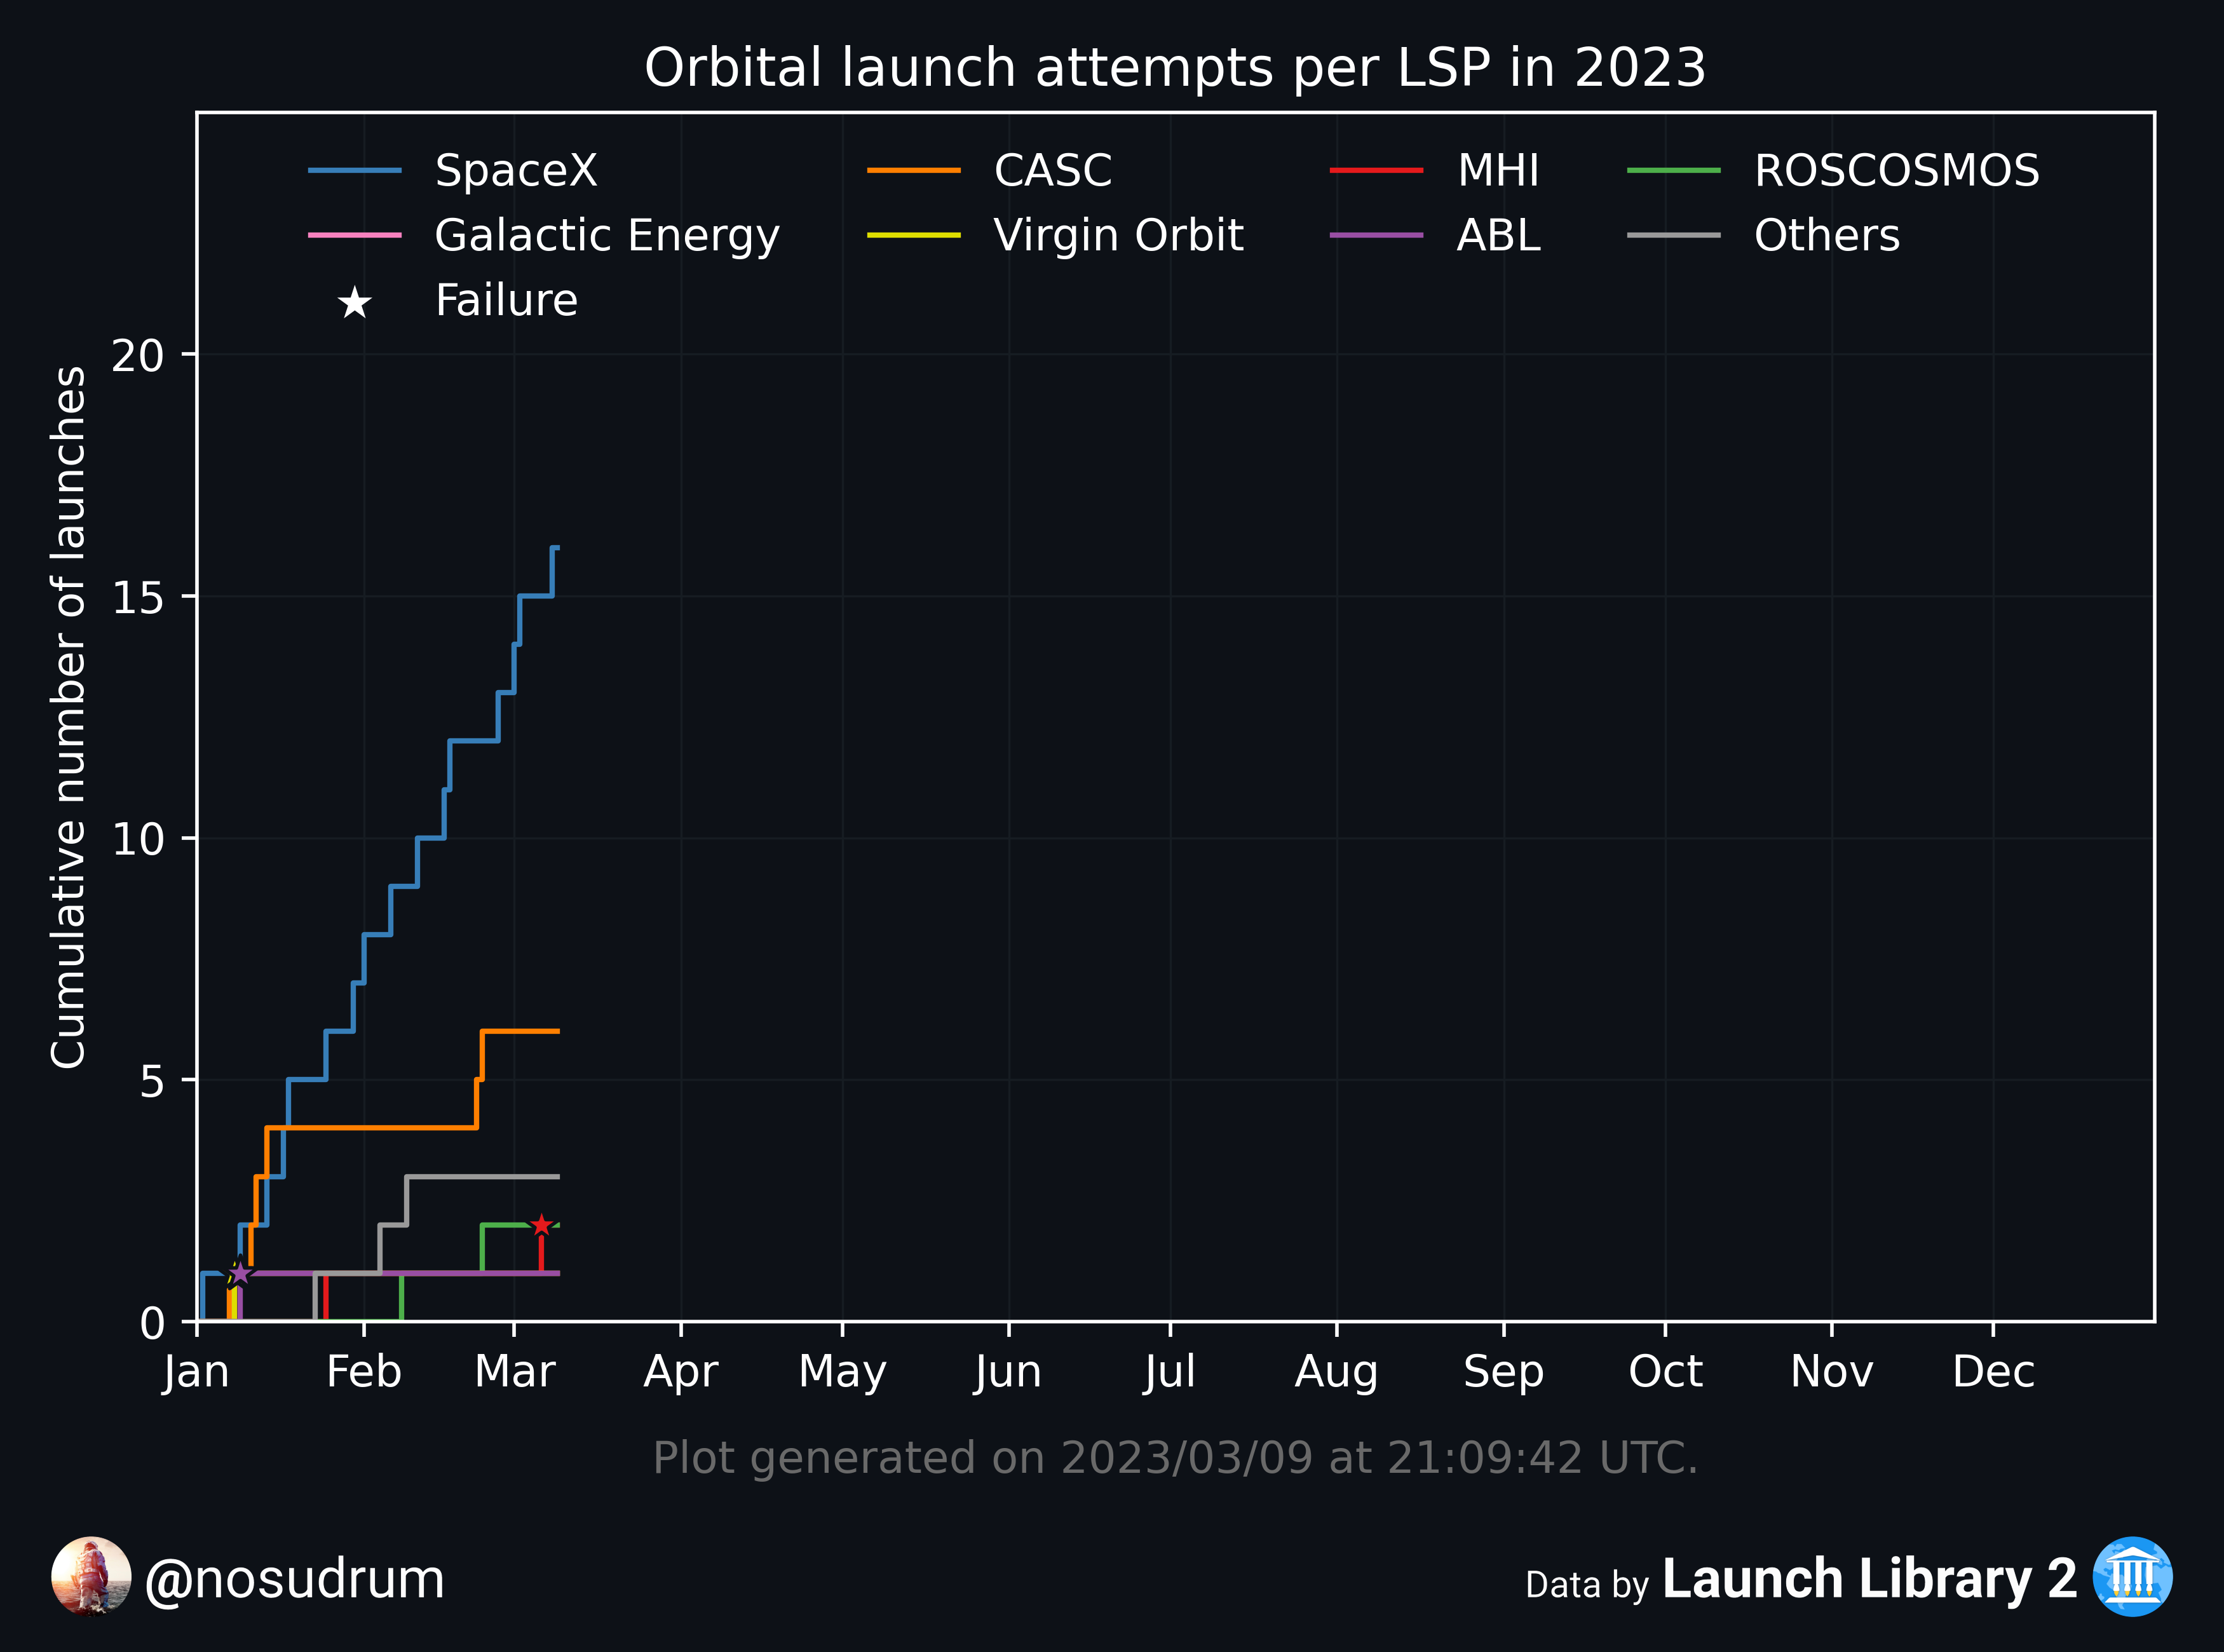 Orbital launch attempts per LSP in 2023
SpaceX CASC MHI ROSCOSMOS
Galactic Energy Virgin Orbit ABL Others
Failure
Cumulative number of launches
20
15
10
5
0
Jan Feb Mar Apr May Jun Jul Aug Sep Oct Nov Dec
Plot generated on 2023/03/09 at 21:09:42 UTC.
@nosudrum
Data by Launch Library 2